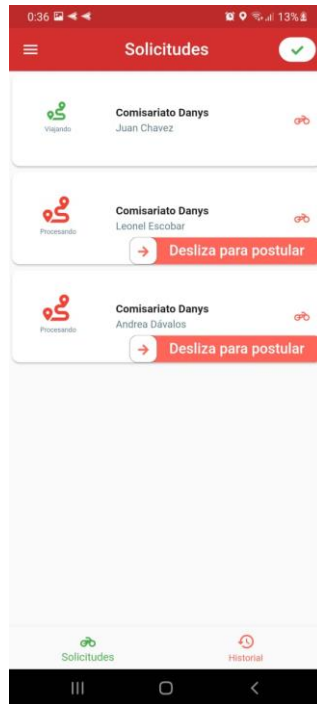 0:36 13%
Solicitudes
Comisariato Danys
Viajando Juan Chavez
Comisariato Danys
Procesando Leonel Escobar
Desliza para postular
Comisariato Danys
Procesando Andrea Dávalos
Desliza para postular
Solicitudes Historial